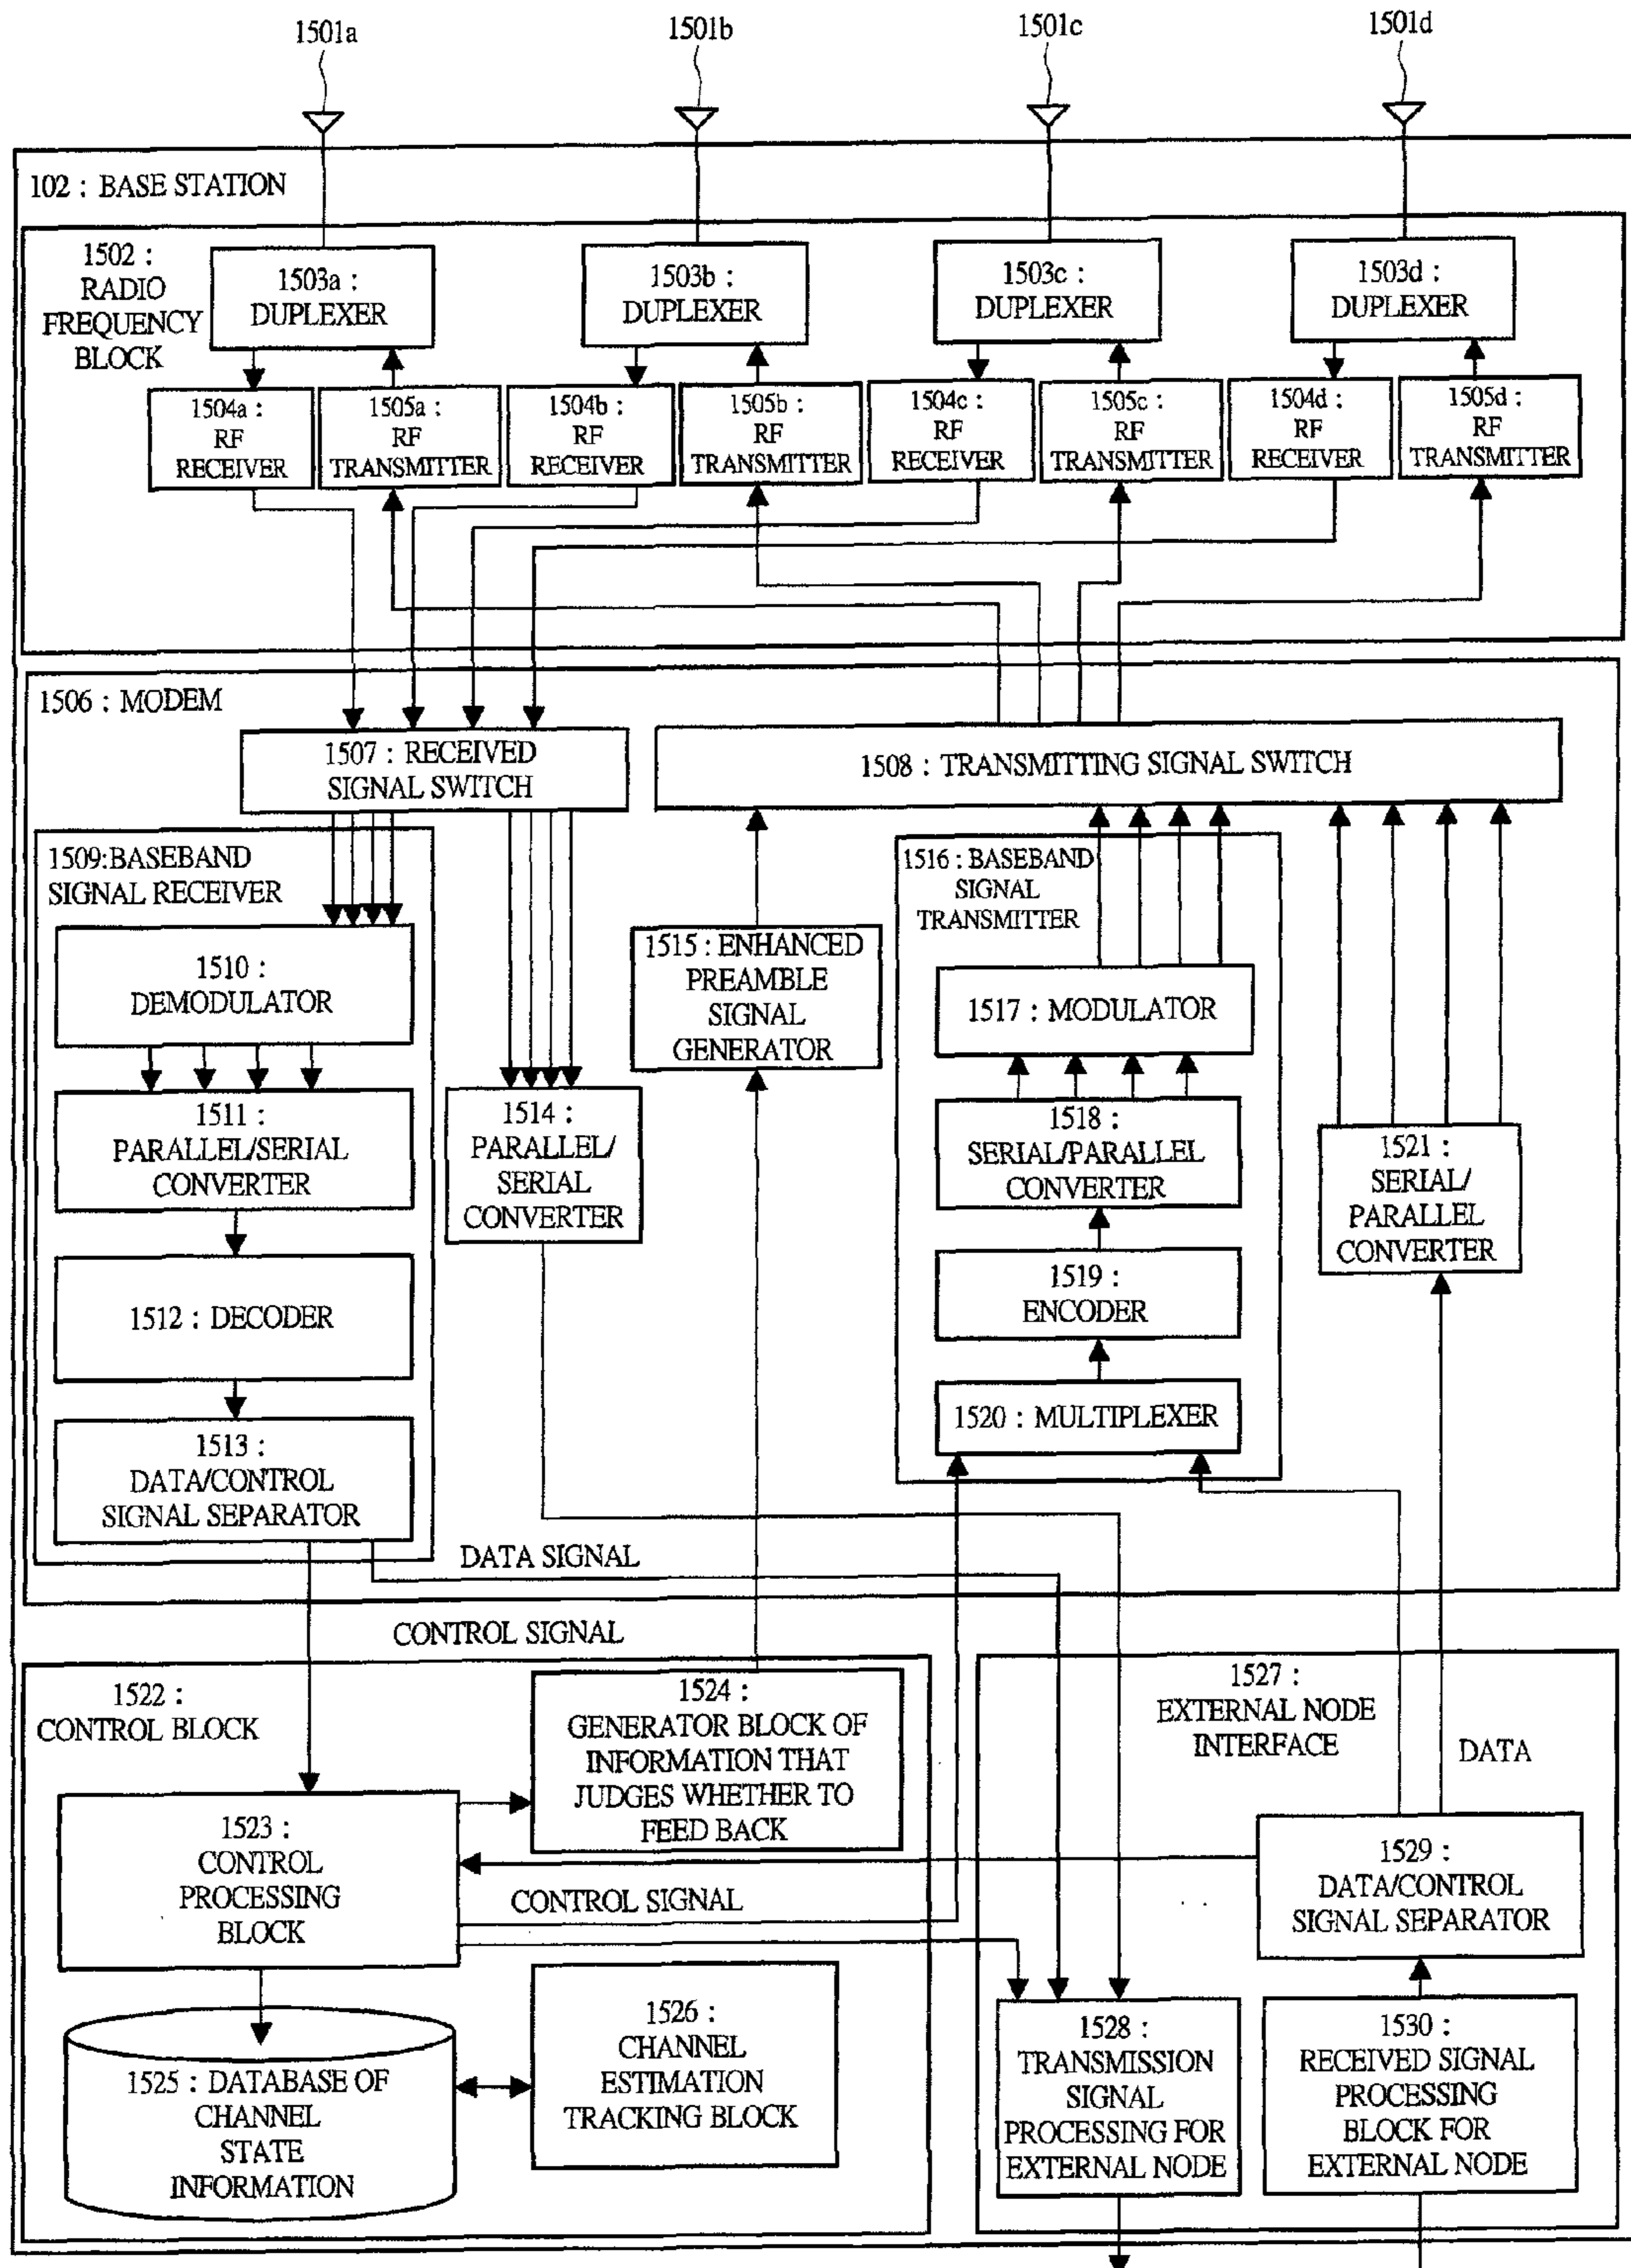 1501a
1501b
1501c
1501d
102 : BASE STATION
1502 :
RADIO
FREQUENCY
BLOCK
1503a :
DUPLEXER
1503b :
DUPLEXER
1503c :
DUPLEXER
1503d :
DUPLEXER
1504a :
RF
RECEIVER
1505a :
RF
TRANSMITTER
1504b :
RF
RECEIVER
1505b :
RF
TRANSMITTER
1504c :
RF
RECEIVER
1505c :
RF
TRANSMITTER
1504d :
RF
RECEIVER
1505d :
RF
TRANSMITTER
1506 : MODEM
1507 : RECEIVED
SIGNAL SWITCH
1508 : TRANSMITTING SIGNAL SWITCH
1509:BASEBAND
SIGNAL RECEIVER
1510 :
DEMODULATOR
1511 :
PARALLEL/SERIAL
CONVERTER
1512 : DECODER
1513 :
DATA/CONTROL
SIGNAL SEPARATOR
1514 :
PARALLEL/
SERIAL
CONVERTER
1515 : ENHANCED
PREAMBLE
SIGNAL
GENERATOR
1516 : BASEBAND
SIGNAL
TRANSMITTER
1517 : MODULATOR
1518 :
SERIAL/PARALLEL
CONVERTER
1519 :
ENCODER
1520 : MULTIPLEXER
1521 :
SERIAL/
PARALLEL
CONVERTER
DATA SIGNAL
CONTROL SIGNAL
1522 :
CONTROL BLOCK
1523 :
CONTROL
PROCESSING
BLOCK
1524 :
GENERATOR BLOCK OF
INFORMATION THAT
JUDGES WHETHER TO
FEED BACK
CONTROL SIGNAL
1525 : DATABASE OF
CHANNEL
STATE
INFORMATION
1526 :
CHANNEL
ESTIMATION
TRACKING BLOCK
1527 :
EXTERNAL NODE
INTERFACE
DATA
1529 :
DATA/CONTROL
SIGNAL SEPARATOR
1528 :
TRANSMISSION
SIGNAL
PROCESSING FOR
EXTERNAL NODE
1530 :
RECEIVED SIGNAL
PROCESSING
BLOCK FOR
EXTERNAL NODE